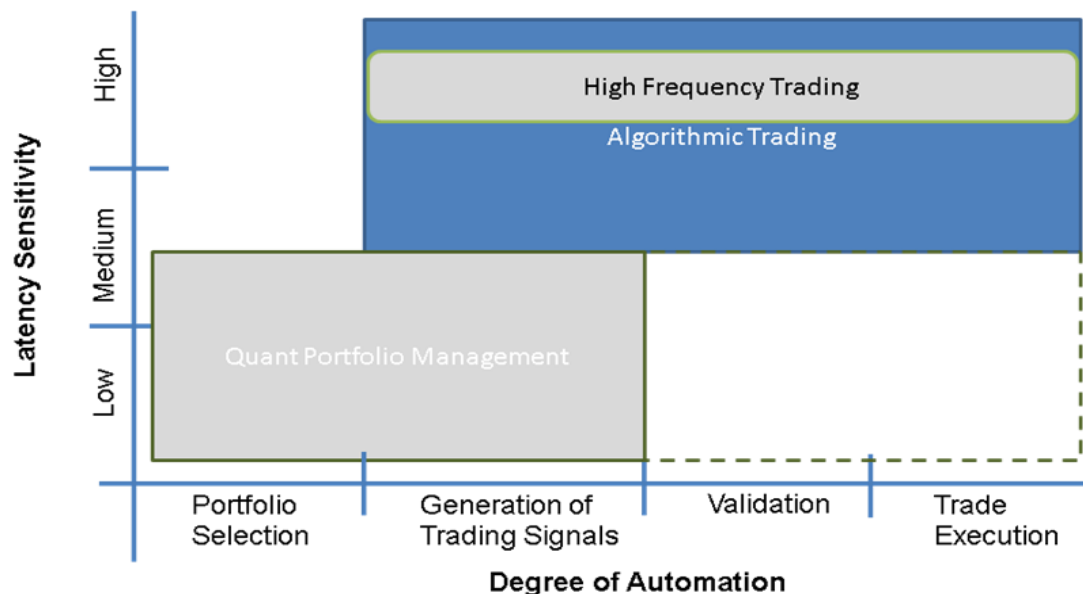 High
Medium
Low
Latency Sensitivity
High Frequency Trading
Algorithmic Trading
Quant Portfolio Management
Portfolio
Selection
Generation of
Trading Signals
Validation
Trade
Execution
Degree of Automation